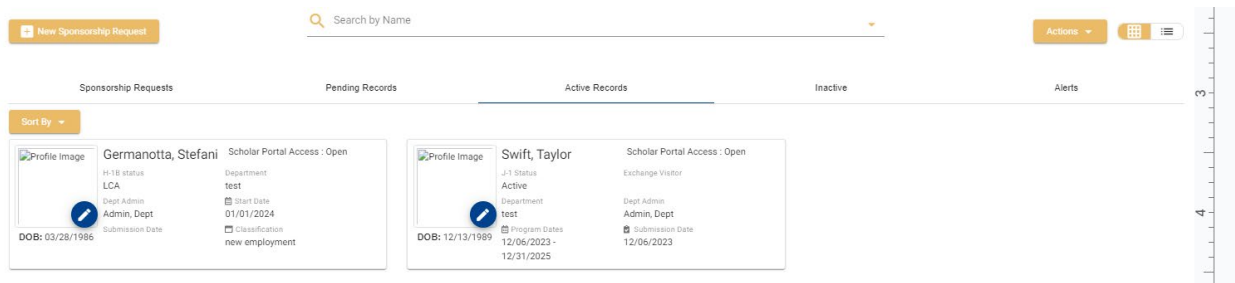 New Sponsorship Request
Search by Name
Actions
Sponsorship Requests
Pending Records
Active Records
Inactive
Alerts
Sort By
Profile Image
Germanotta, Stefani
Scholar Portal Access : Open
H-1B status
Department
LCA
test
Dept Admin
Start Date
Admin, Dept
01/01/2024
Submission Date
Classification
DOB: 03/28/1986
new employment
Profile Image
Swift, Taylor
Scholar Portal Access : Open
J-1 Status
Exchange Visitor
Active
Department
Dept Admin
test
Admin, Dept
Program Dates
Submission Date
DOB: 12/13/1989
12/06/2023 -
12/06/2023
12/31/2025
3
4